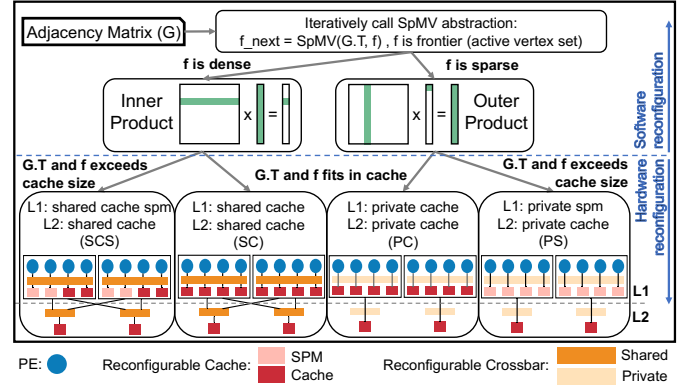 Adjacency Matrix (G)
Iteratively call SpMV abstraction:
f_next = SpMV(G.T, f) , f is frontier (active vertex set)
f is dense
f is sparse
Inner
Product
x
=
x
=
Outer
Product
Software
reconfiguration
G.T and f exceeds
cache size
G.T and f fits in cache
G.T and f exceeds
cache size
Hardware
reconfiguration
L1: shared cache spm
L2: shared cache
(SCS)
L1: shared cache
L2: shared cache
(SC)
L1: private cache
L2: private cache
(PC)
L1: private spm
L2: private cache
(PS)
L1
L2
PE:
Reconfigurable Cache:
SPM
Cache
Reconfigurable Crossbar:
Shared
Private